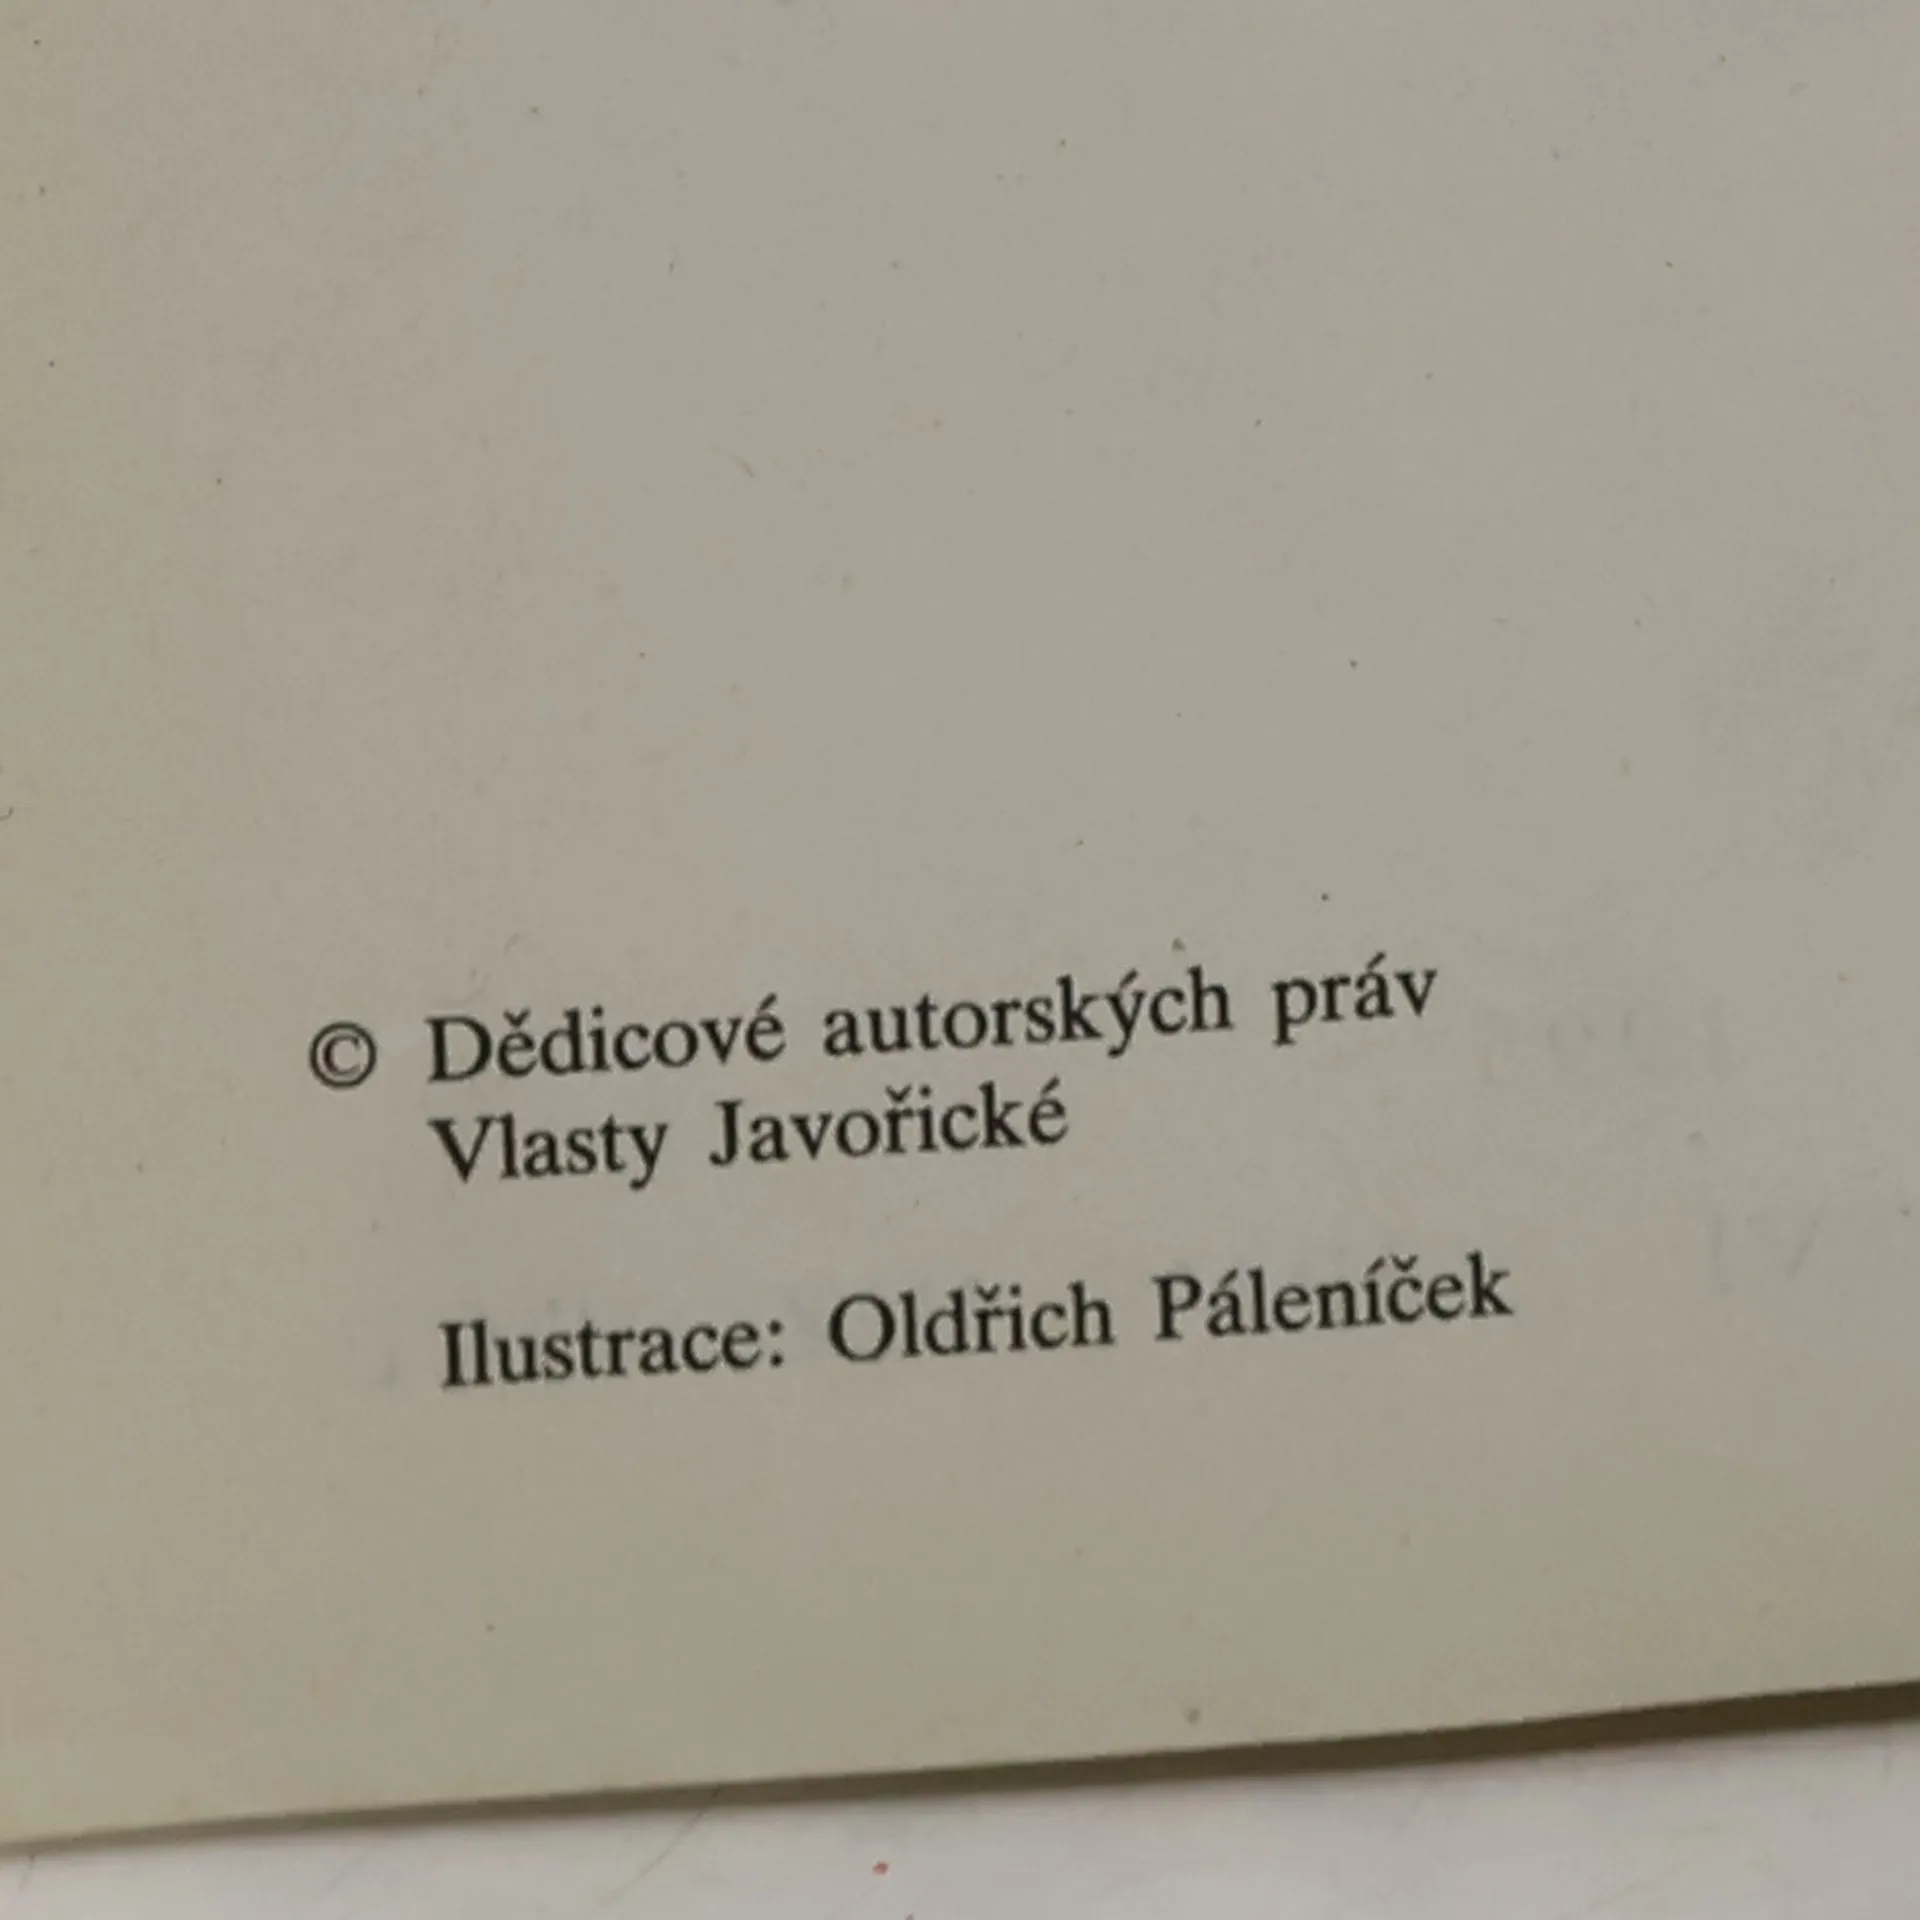 © Dědicové autorských práv
Vlasty Javořické
Ilustrace: Oldřich Páleníček